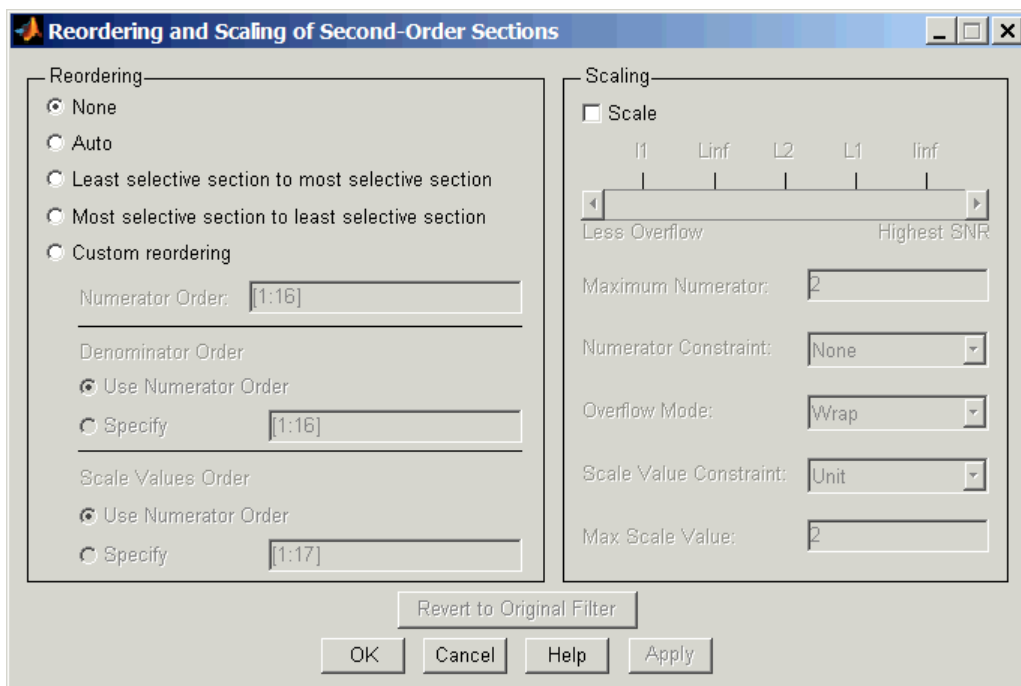 Reordering and Scaling of Second-Order Sections
Reordering
None
Auto
Least selective section to most selective section
Most selective section to least selective section
Custom reordering
Numerator Order: [1:16]
Denominator Order
Use Numerator Order
Specify [1:16]
Scale Values Order
Use Numerator Order
Specify [1:17]
Scaling
Scale
l1 Linf L2 L1 linf
Less Overflow Highest SNR
Maximum Numerator: 2
Numerator Constraint: None
Overflow Mode: Wrap
Scale Value Constraint: Unit
Max Scale Value: 2
Revert to Original Filter
OK Cancel Help Apply